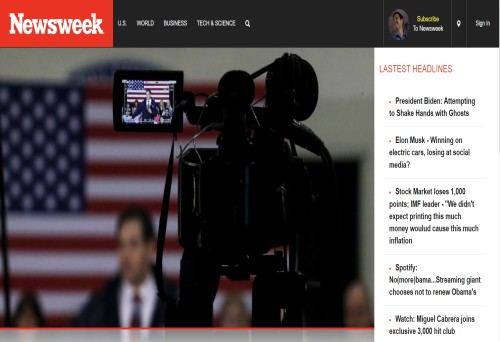 Newsweek
U.S. WORLD BUSINESS TECH & SCIENCE
Subscribe
To Newsweek
Sign in
LASTEST HEADLINES
President Biden: Attempting
to Shake Hands with Ghosts
Elon Musk - Winning on
electric cars, losing at social
media?
Stock Market loses 1,000
points; IMF leader - "We didn't
expect printing this much
money woulud cause this much
inflation
Spotify:
No(more)bama...Streaming giant
chooses not to renew Obama's
Watch: Miguel Cabrera joins
exclusive 3,000 hit club